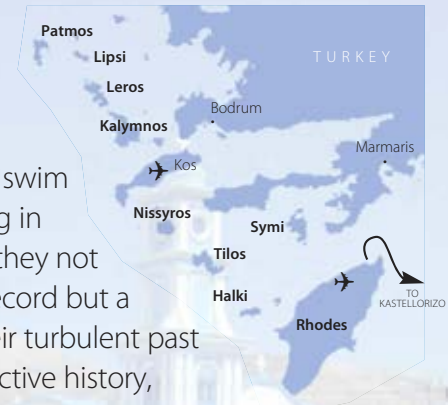 Patmos
Lipsi
Leros
Kalymnos
TURKEY
Bodrum
Marmaris
Kos
Nissyros
Symi
Tilos
Halki
Rhodes
TO
KASTELLORIZO
swim
g in
they not
ecord but a
eir turbulent past
ctive history,